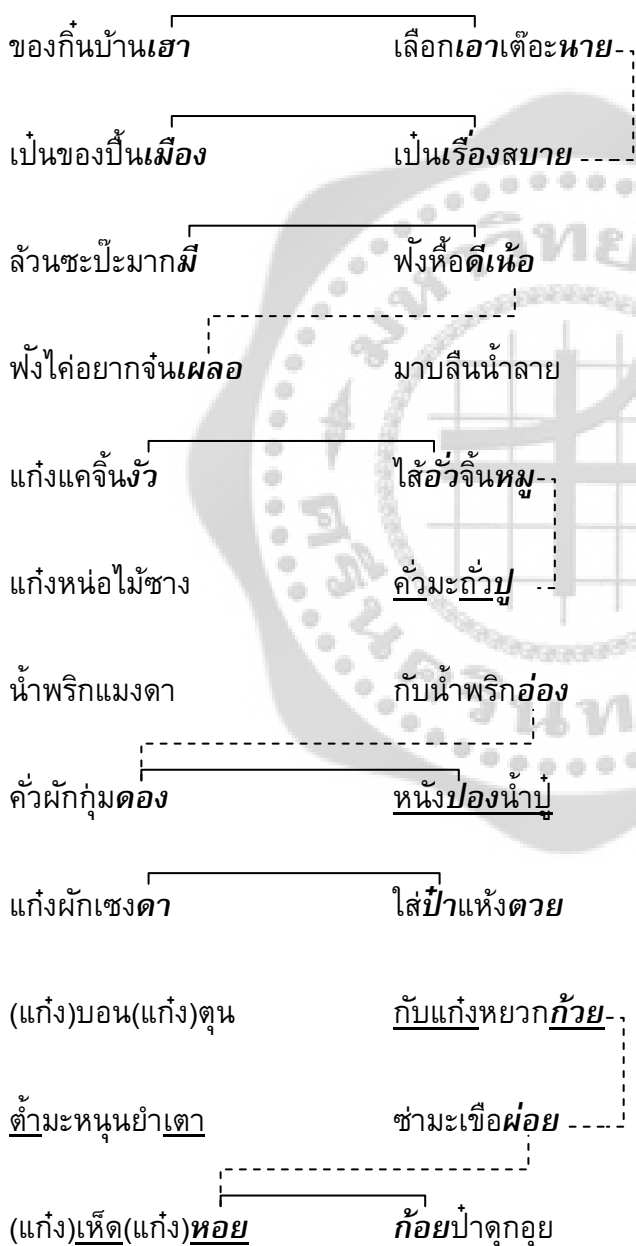 ของกิ๋นบ้านเฮา เลือกเอาเต๊อะนาย
เป๋นของปื้นเมือง เป๋นเรื่องสบาย
ล้วนซะป๊ะมากมี ฟังหื้อดีเน้อ
ฟังไค่อยากจ๋นเผลอ มาบลืนน้ำลาย
แก๋งแคจิ้นงัว ไส้อั่วจิ้นหมู
แก๋งหน่อไม้ซาง คั่วมะถั่วปู
น้ำพริกแมงดา กับน้ำพริกอ่อง
คั่วผักกุ่มดอง หนังปองน้ำปู๋
แก๋งผักเซงดา ใส่ป๋าแห้งตวย
(แก๋ง)บอน(แก๋ง)ตุน กับแก๋งหยวกก้วย
ต้ำมะหนุนยำเตา ซ่ามะเขือผ่อย
(แก๋ง)เห็ด(แก๋ง)หอย ก้อยป๋าดุกอุย